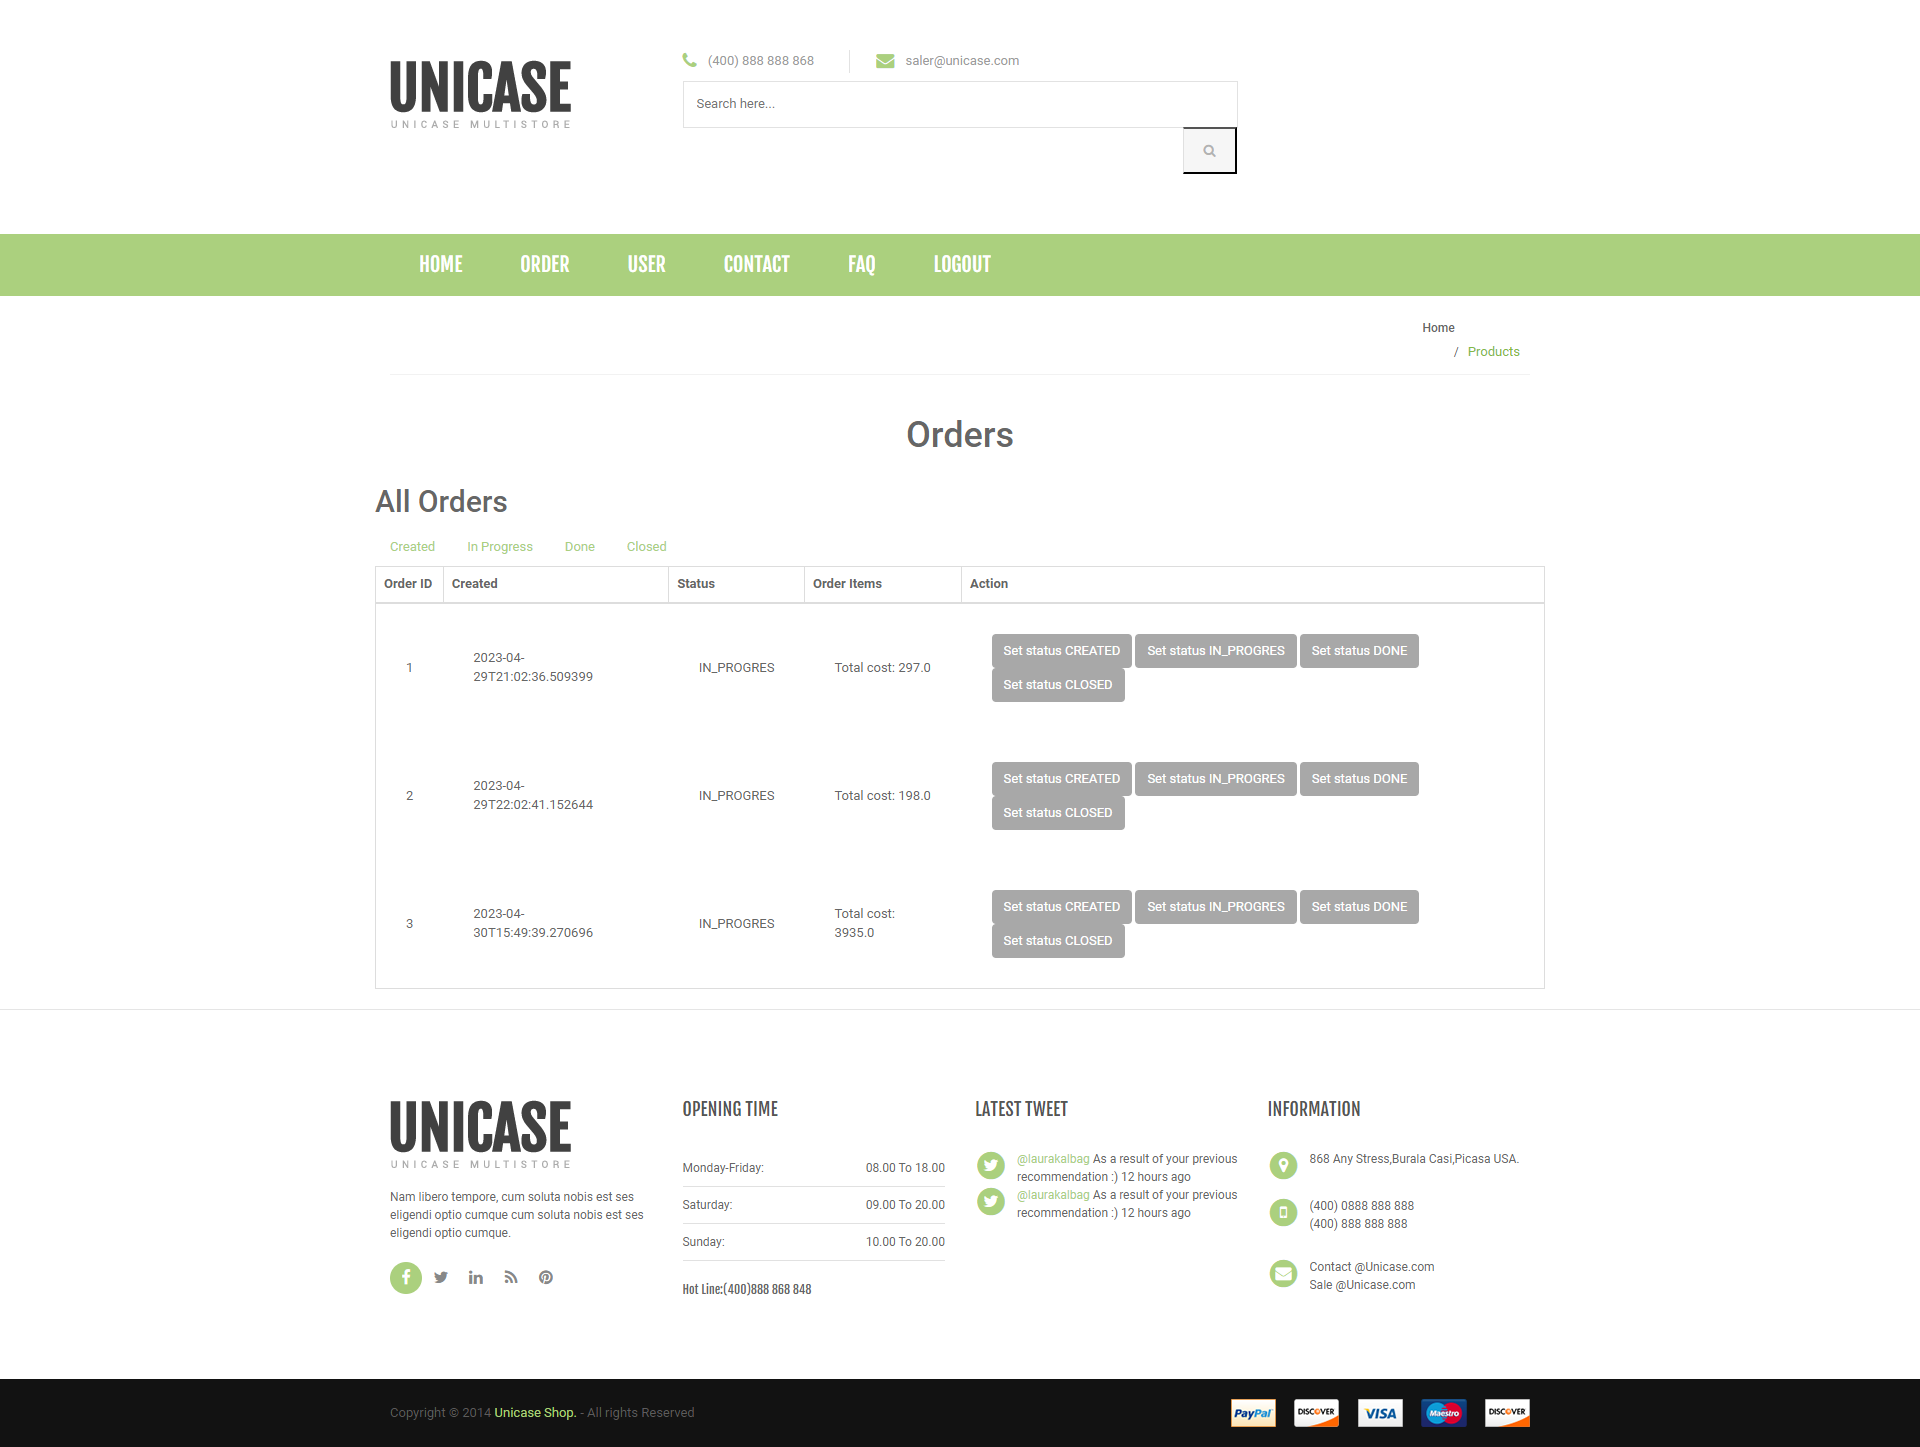 UNICASE
UNICASE MULTISTORE
(400) 888 888 868
saler@unicase.com
Search here...
HOME
ORDER
USER
CONTACT
FAQ
LOGOUT
Home
/ Products
Orders
All Orders
Created
In Progress
Done
Closed
Order ID
Created
Status
Order Items
Action
1
2023-04-
29T21:02:36.509399
IN_PROGRES
Total cost: 297.0
Set status CREATED
Set status IN_PROGRES
Set status DONE
Set status CLOSED
2
2023-04-
29T22:02:41.152644
IN_PROGRES
Total cost: 198.0
Set status CREATED
Set status IN_PROGRES
Set status DONE
Set status CLOSED
3
2023-04-
30T15:49:39.270696
IN_PROGRES
Total cost:
3935.0
Set status CREATED
Set status IN_PROGRES
Set status DONE
Set status CLOSED
UNICASE
UNICASE MULTISTORE
Nam libero tempore, cum soluta nobis est ses
eligendi optio cumque cum soluta nobis est ses
eligendi optio cumque.
OPENING TIME
Monday-Friday: 08.00 To 18.00
Saturday: 09.00 To 20.00
Sunday: 10.00 To 20.00
Hot Line:(400)888 868 848
LATEST TWEET
@laurakalbag As a result of your previous
recommendation :) 12 hours ago
@laurakalbag As a result of your previous
recommendation :) 12 hours ago
INFORMATION
868 Any Stress,Burala Casi,Picasa USA.
(400) 0888 888 888
(400) 888 888 888
Contact @Unicase.com
Sale @Unicase.com
Copyright © 2014 Unicase Shop. - All rights Reserved
PayPal
DISCOVER
VISA
Maestro
DISCOVER